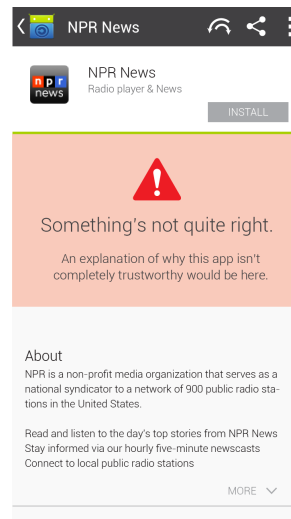 NPR News
n p r
news
NPR News
Radio player & News
INSTALL
Something's not quite right.
An explanation of why this app isn't
completely trustworthy would be here.
About
NPR is a non-profit media organization that serves as a
national syndicator to a network of 900 public radio sta-
tions in the United States.
Read and listen to the day's top stories from NPR News
Stay informed via our hourly five-minute newscasts
Connect to local public radio stations
MORE